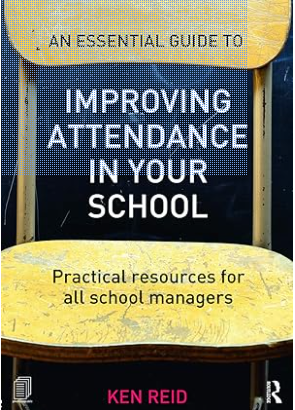 AN ESSENTIAL GUIDE TO
IMPROVING
ATTENDANCE
IN YOUR
SCHOOL
Practical resources for
all school managers
KEN REID
R